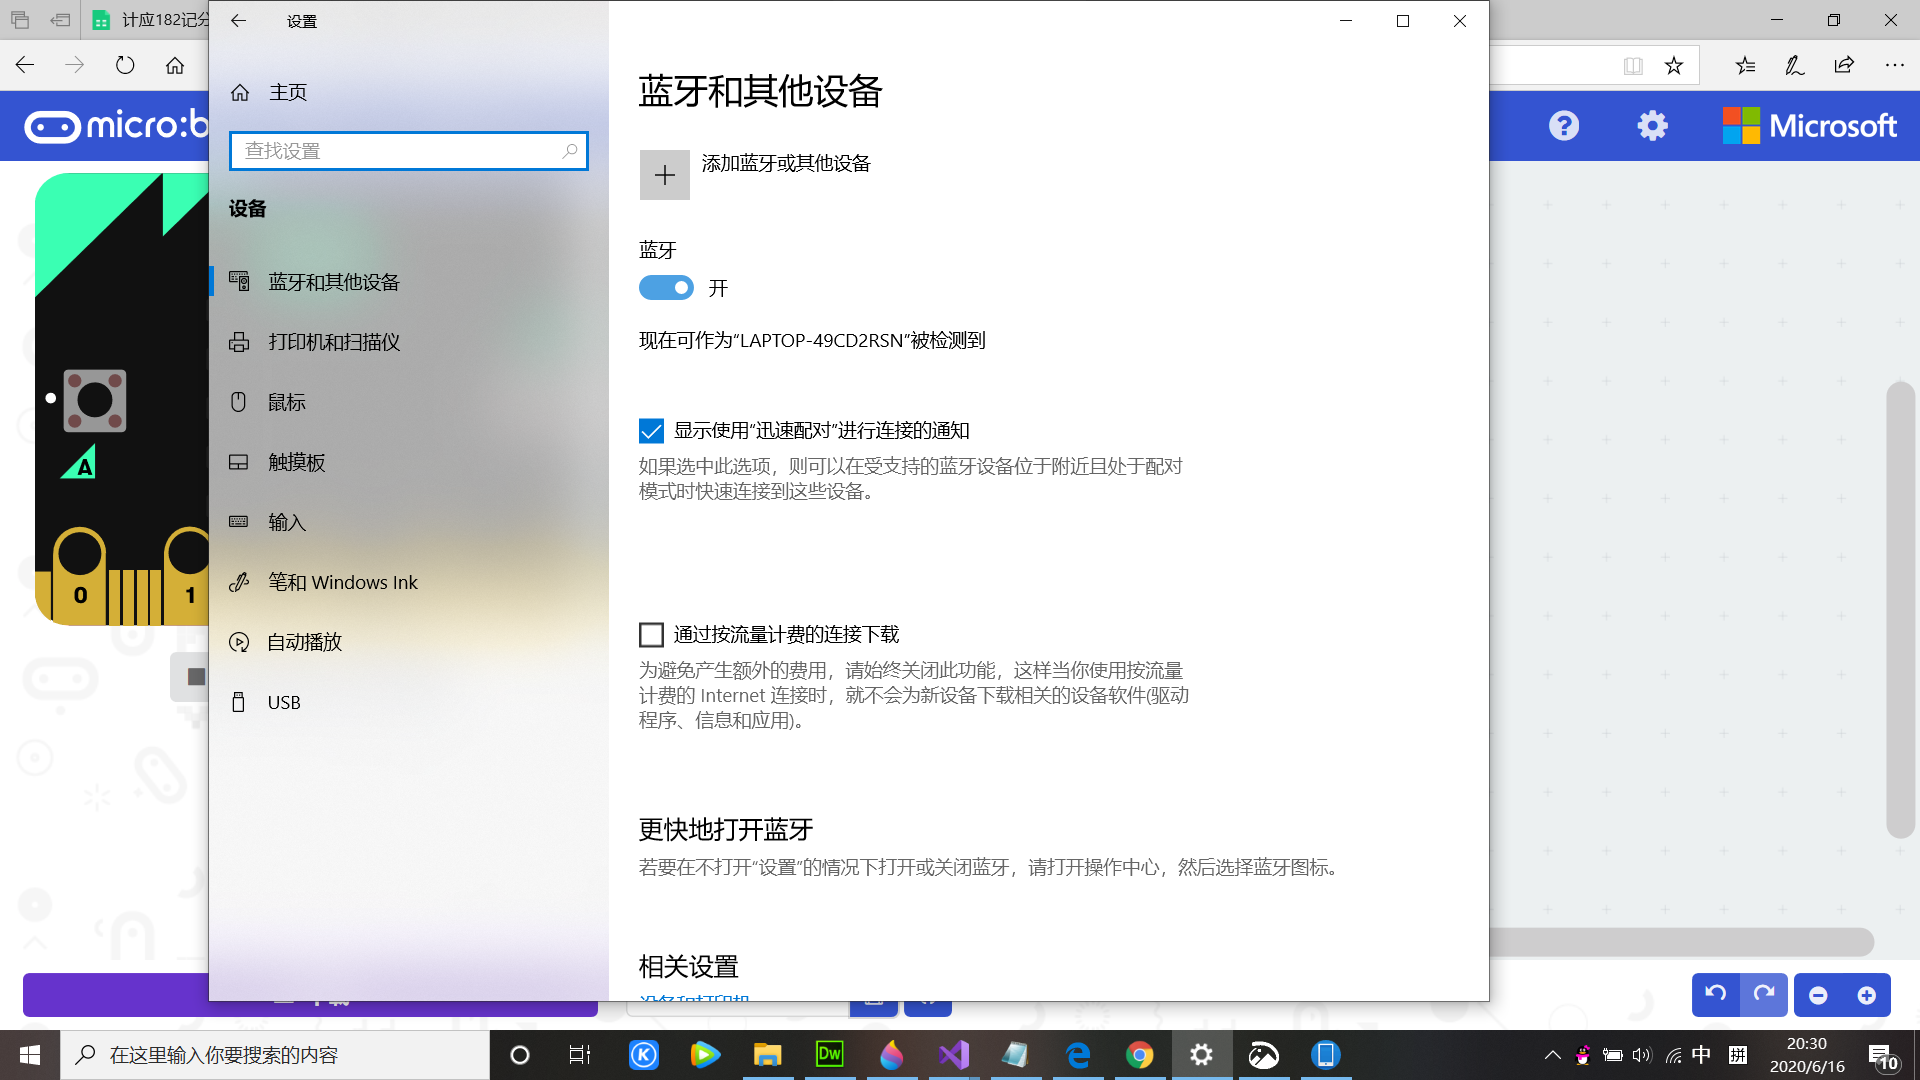 计应182记分
设置
主页
查找设置
设备
蓝牙和其他设备
打印机和扫描仪
鼠标
触摸板
输入
笔和 Windows Ink
自动播放
USB
蓝牙和其他设备
添加蓝牙或其他设备
蓝牙
开
现在可作为“LAPTOP-49CD2RSN”被检测到
显示使用“迅速配对”进行连接的通知
如果选中此选项，则可以在受支持的蓝牙设备位于附近且处于配对
模式时快速连接到这些设备。
通过按流量计费的连接下载
为避免产生额外的费用，请始终关闭此功能，这样当你使用按流量
计费的 Internet 连接时，就不会为新设备下载相关的设备软件(驱动
程序、信息和应用)。
更快地打开蓝牙
若要在不打开“设置”的情况下打开或关闭蓝牙，请打开操作中心，然后选择蓝牙图标。
相关设置
设备和打印机
micro:b
Microsoft
A
0
1
在这里输入你要搜索的内容
Dw
中
拼
20:30
2020/6/16
10